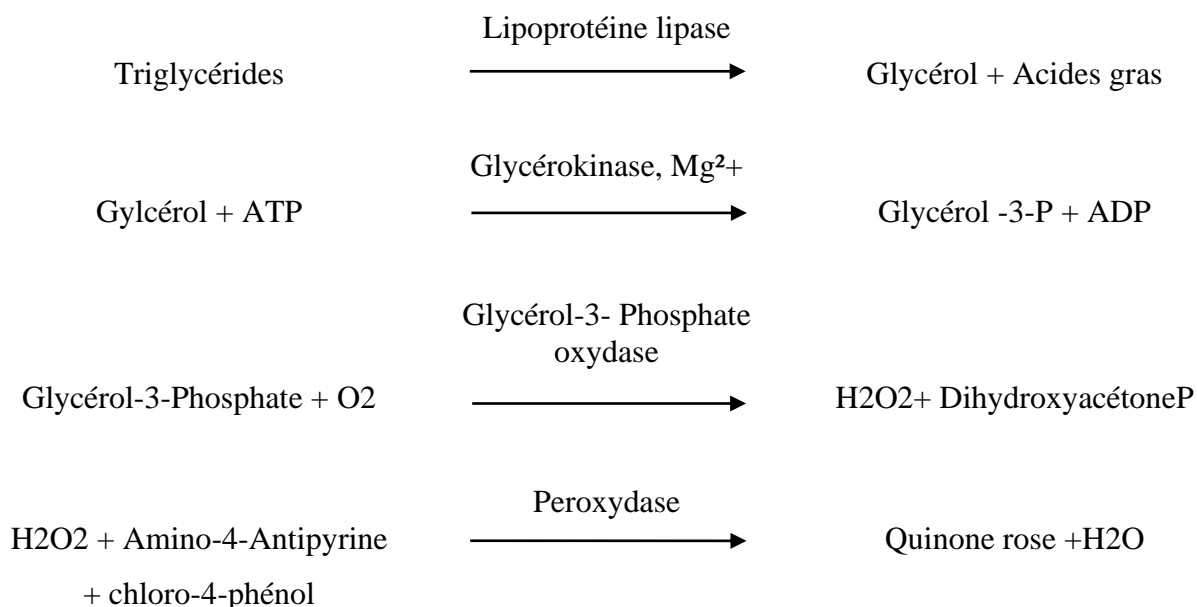 Lipoprotéine lipase
Triglycérides Glycérol + Acides gras
Glycérokinase, Mg²+
Gylcérol + ATP Glycérol -3-P + ADP
Glycérol-3- Phosphate
oxydase
Glycérol-3-Phosphate + O2 H2O2+ DihydroxyacétoneP
Peroxydase
H2O2 + Amino-4-Antipyrine Quinone rose +H2O
+ chloro-4-phénol